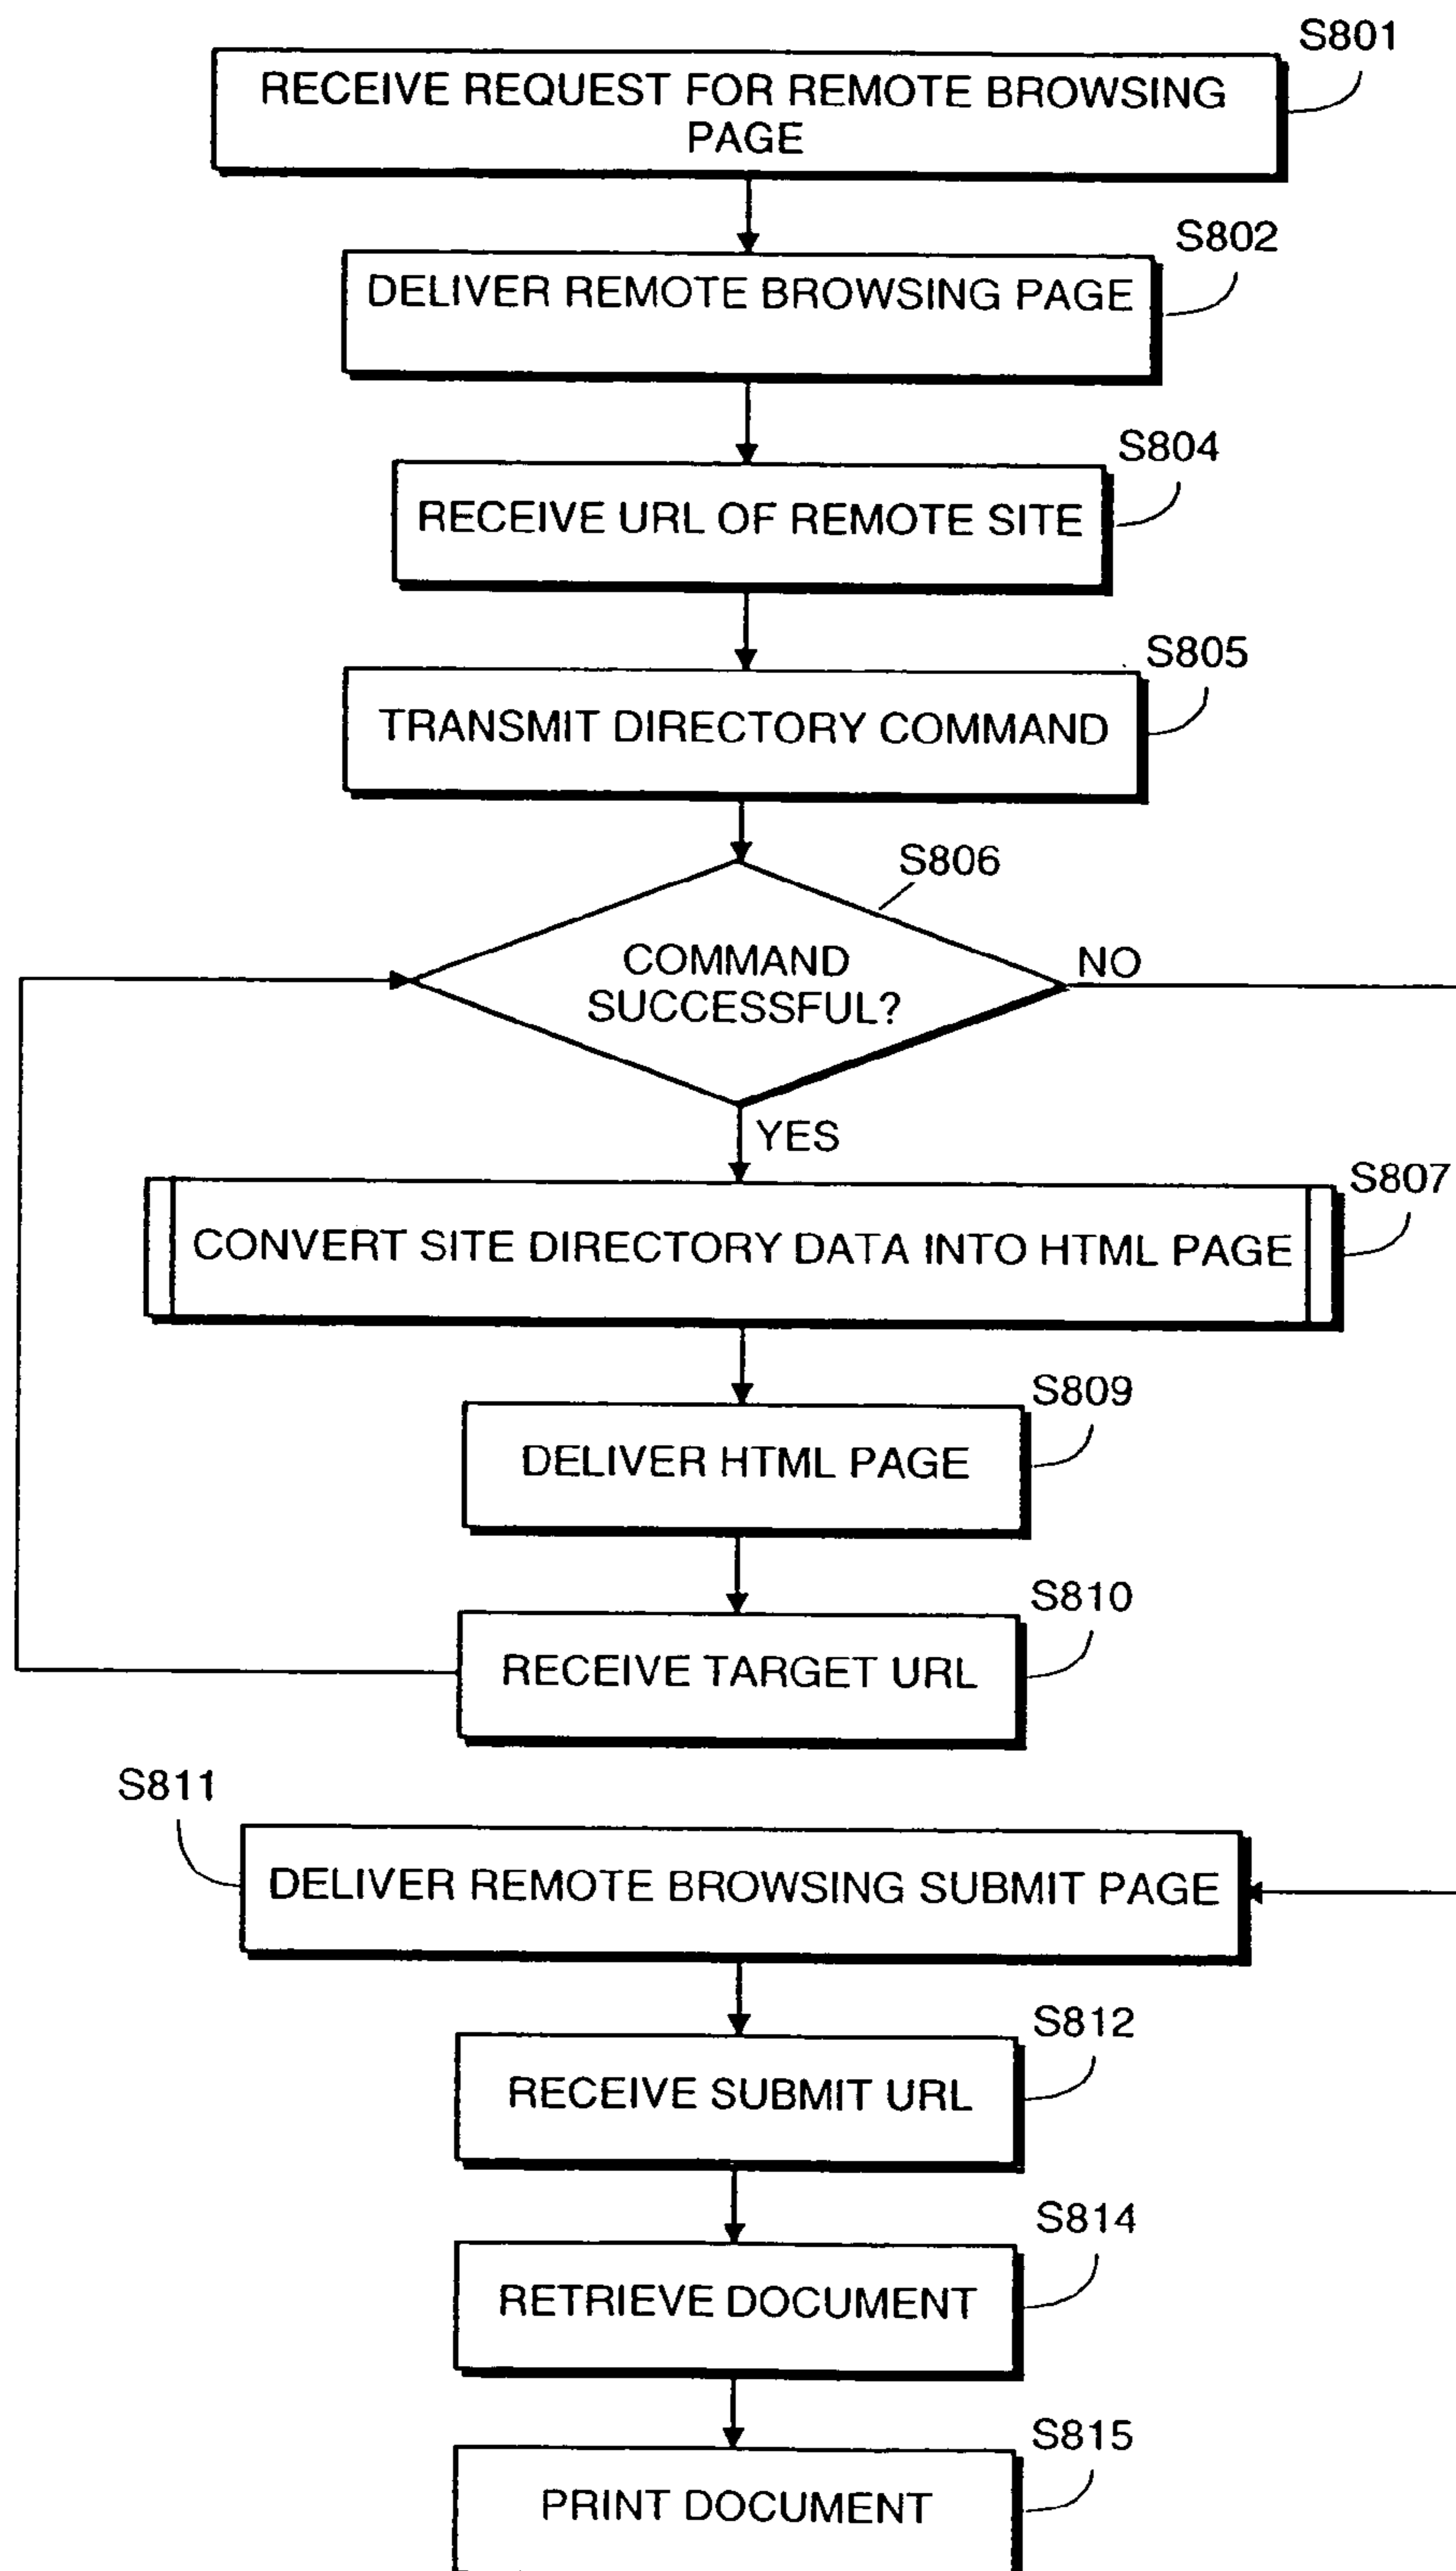 S801
RECEIVE REQUEST FOR REMOTE BROWSING
PAGE
S802
DELIVER REMOTE BROWSING PAGE
S804
RECEIVE URL OF REMOTE SITE
S805
TRANSMIT DIRECTORY COMMAND
S806
COMMAND
SUCCESSFUL?
NO
YES
S807
CONVERT SITE DIRECTORY DATA INTO HTML PAGE
S809
DELIVER HTML PAGE
S810
RECEIVE TARGET URL
S811
DELIVER REMOTE BROWSING SUBMIT PAGE
S812
RECEIVE SUBMIT URL
S814
RETRIEVE DOCUMENT
S815
PRINT DOCUMENT